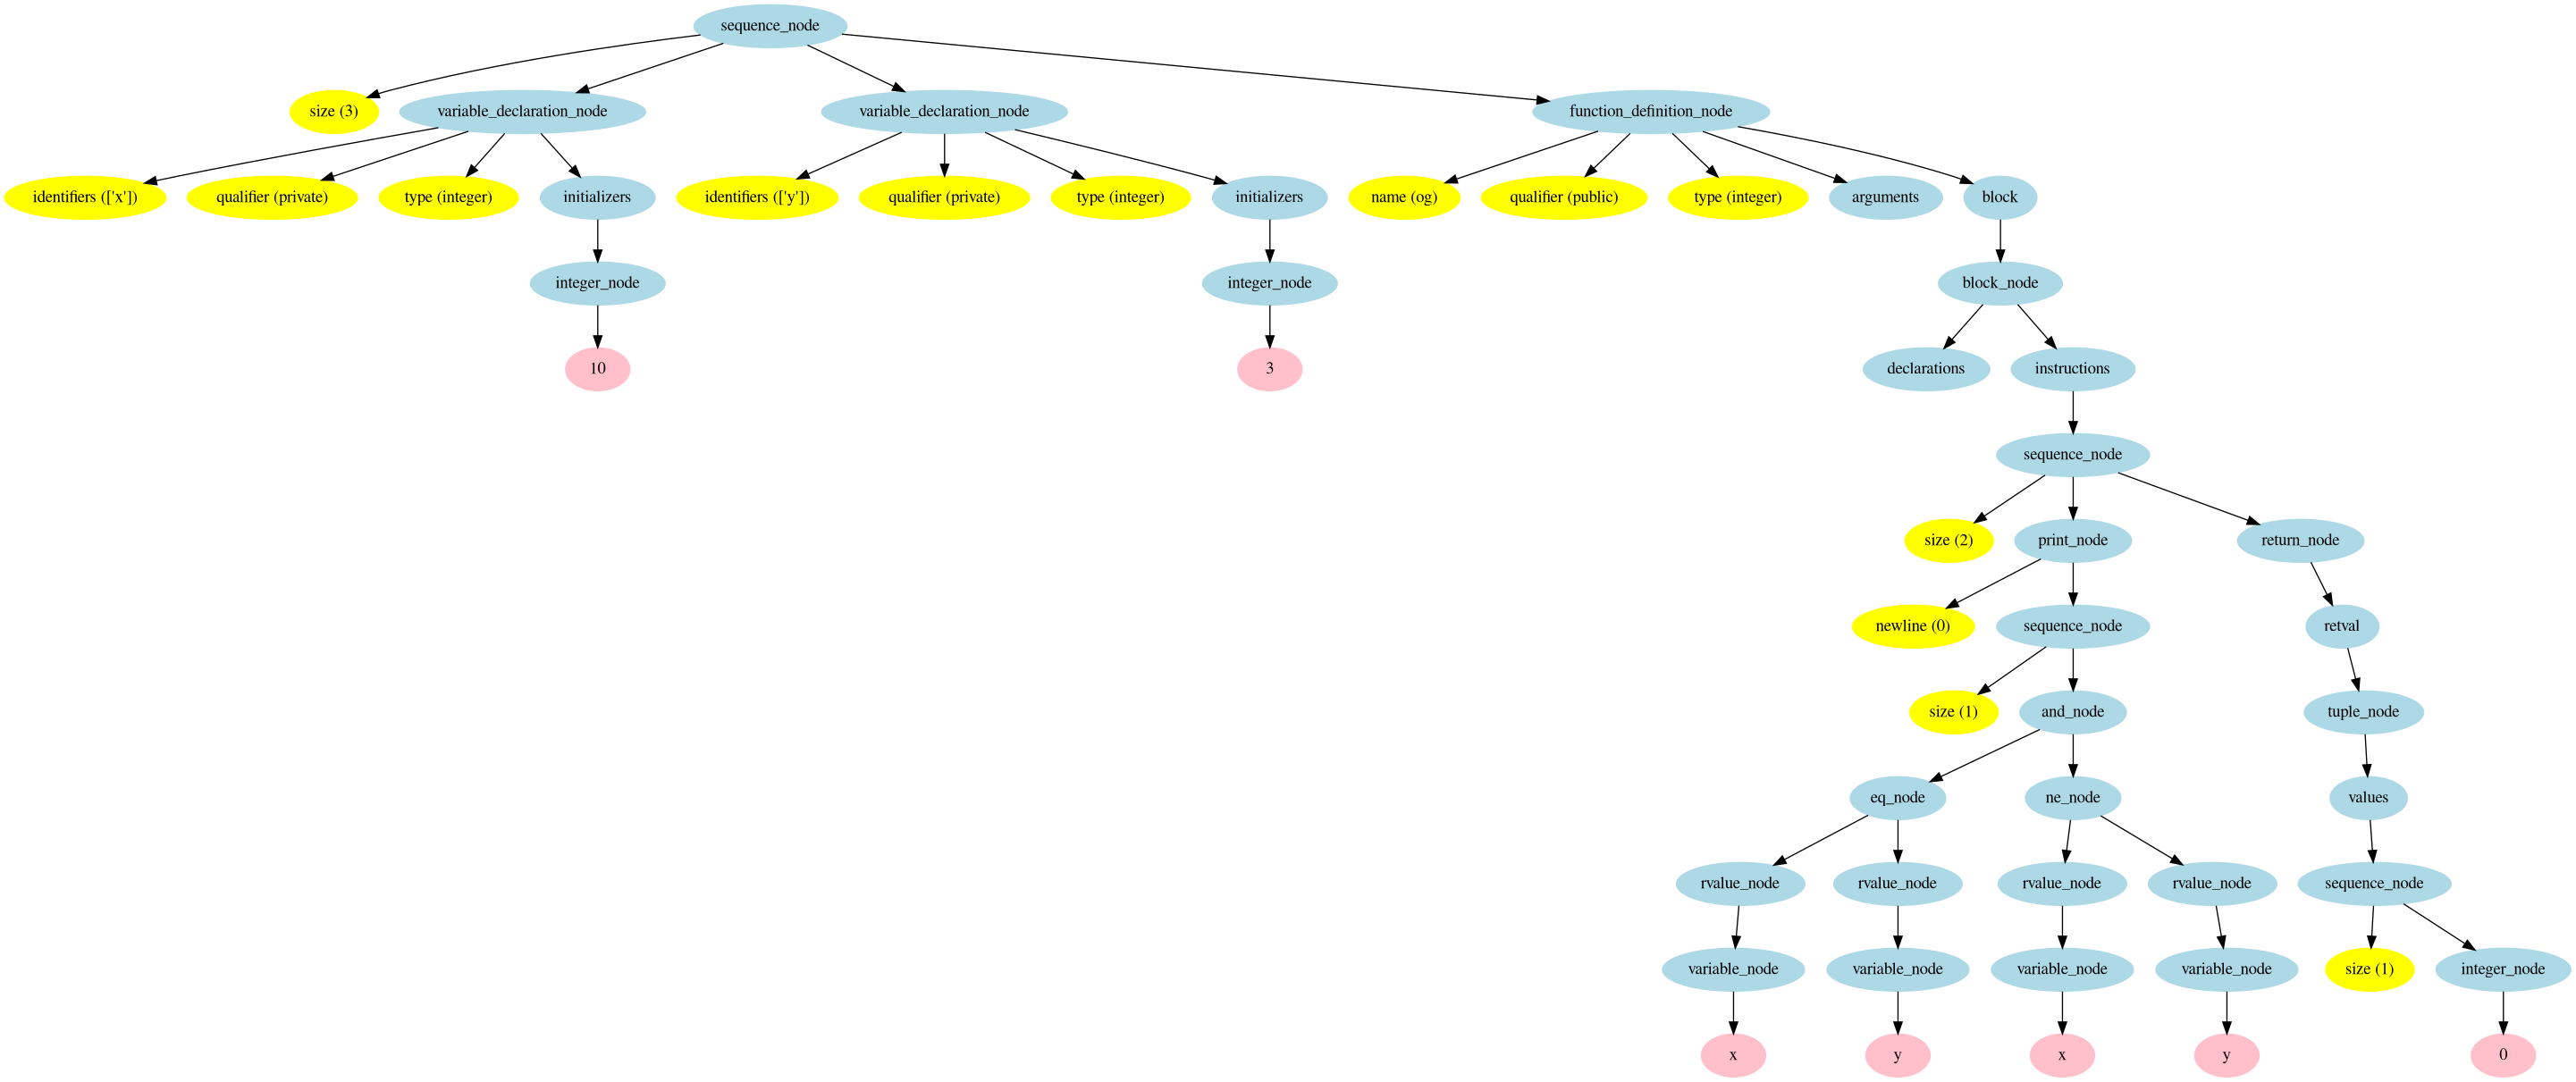 sequence_node
size (3)
variable_declaration_node
variable_declaration_node
function_definition_node
identifiers (['x'])
qualifier (private)
type (integer)
initializers
identifiers (['y'])
qualifier (private)
type (integer)
initializers
name (og)
qualifier (public)
type (integer)
arguments
block
integer_node
integer_node
block_node
10
3
declarations
instructions
sequence_node
size (2)
print_node
return_node
newline (0)
sequence_node
retval
size (1)
and_node
tuple_node
eq_node
ne_node
values
rvalue_node
rvalue_node
rvalue_node
rvalue_node
sequence_node
variable_node
variable_node
variable_node
variable_node
size (1)
integer_node
x
y
x
y
0